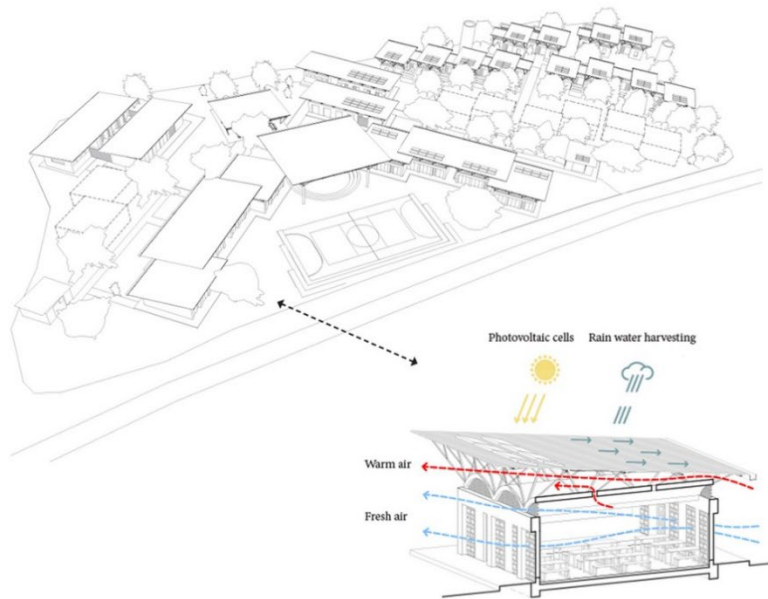 Photovoltaic cells
Rain water harvesting
Warm air
Fresh air